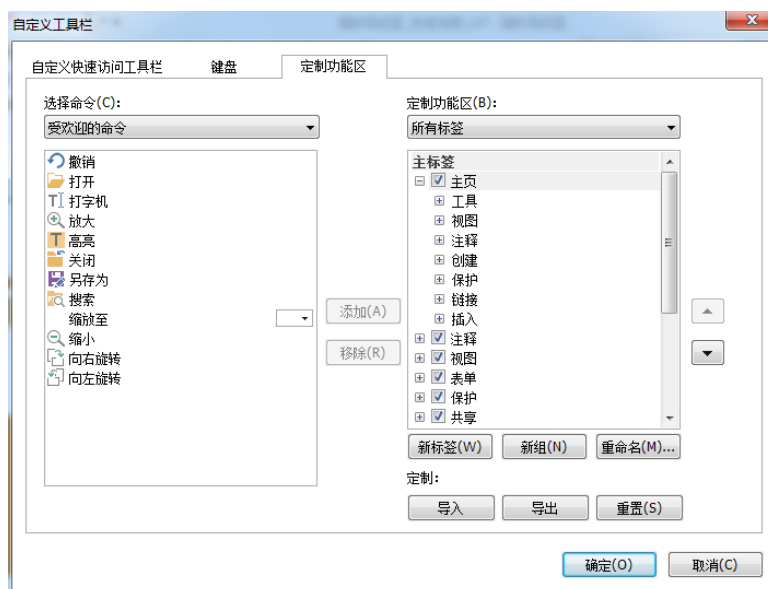 自定义工具栏
自定义快速访问工具栏 键盘 定制功能区
选择命令(C):
受欢迎的命令
撤销
打开
打字机
放大
高亮
关闭
另存为
搜索
缩放至
缩小
向右旋转
向左旋转
添加(A)
移除(R)
定制功能区(B):
所有标签
主标签
主页
工具
视图
注释
创建
保护
链接
插入
注释
视图
表单
保护
共享
新标签(W) 新组(N) 重命名(M)...
定制:
导入 导出 重置(S)
确定(O) 取消(C)